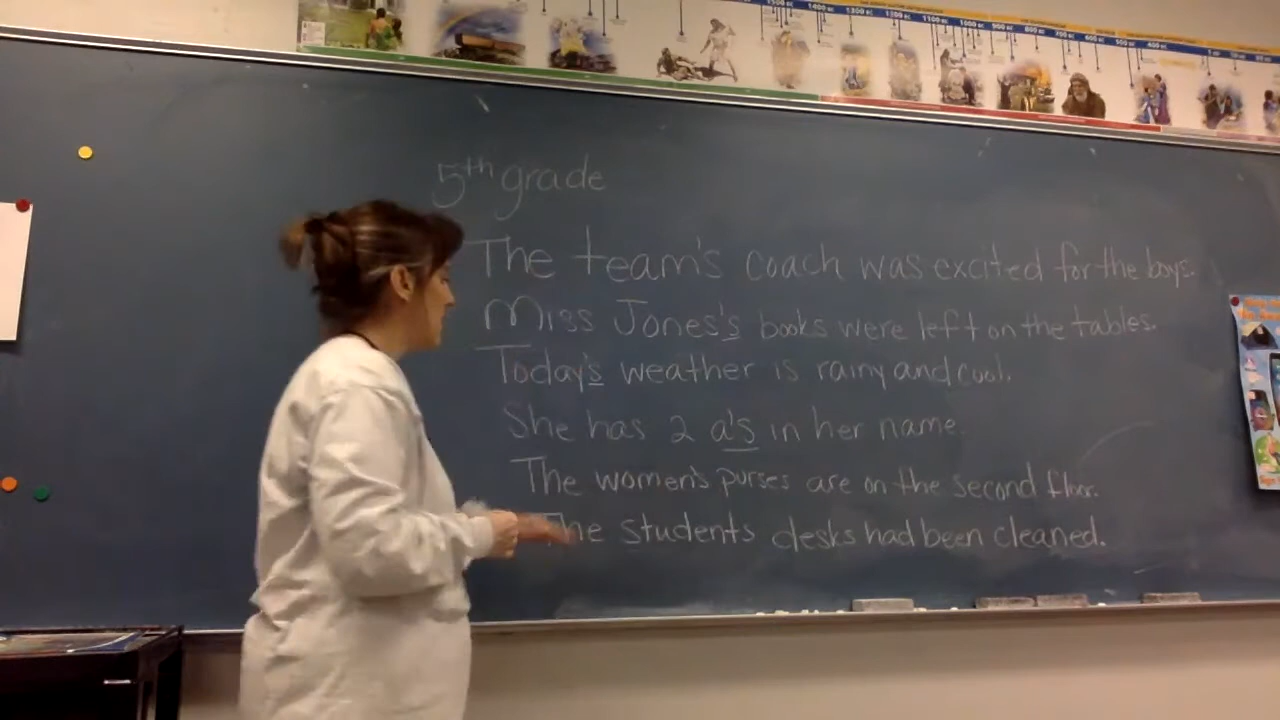 5th grade
The team's coach was excited for the boys.
Miss Jones's books were left on the tables.
Today's weather is rainy and cool.
She has 2 a's in her name.
The women's purses are on the second floor.
The students desks had been cleaned.